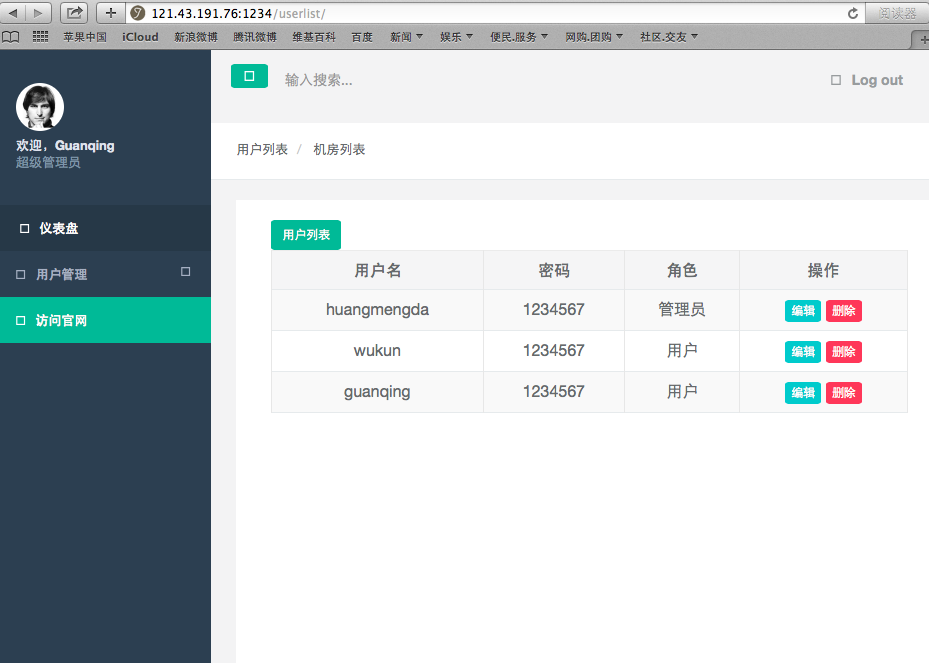 121.43.191.76:1234/userlist/
阅读器
苹果中国 iCloud 新浪微博 腾讯微博 维基百科 百度 新闻 娱乐 便民.服务 网购.团购 社区.交友
输入搜索...
Log out
欢迎，Guanqing
超级管理员
仪表盘
用户管理
访问官网
用户列表 / 机房列表
用户列表
用户名 密码 角色 操作
huangmengda 1234567 管理员 编辑 删除
wukun 1234567 用户 编辑 删除
guanqing 1234567 用户 编辑 删除